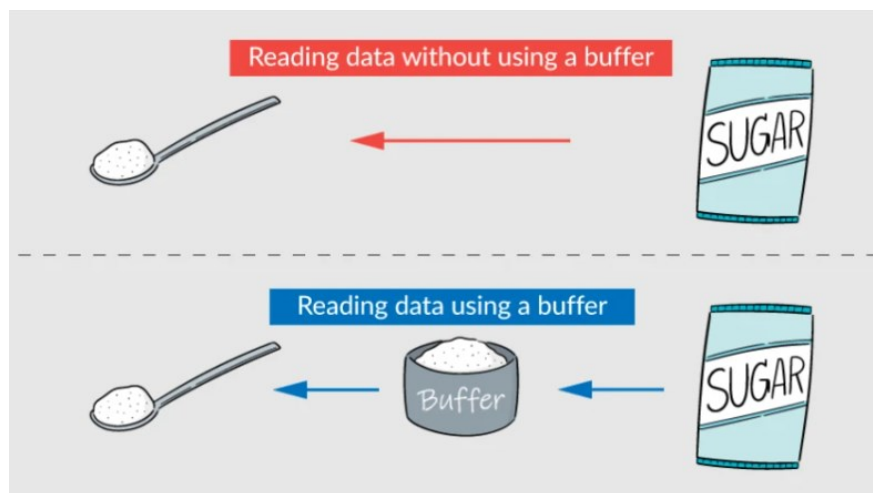 Reading data without using a buffer
SUGAR
Reading data using a buffer
Buffer
SUGAR